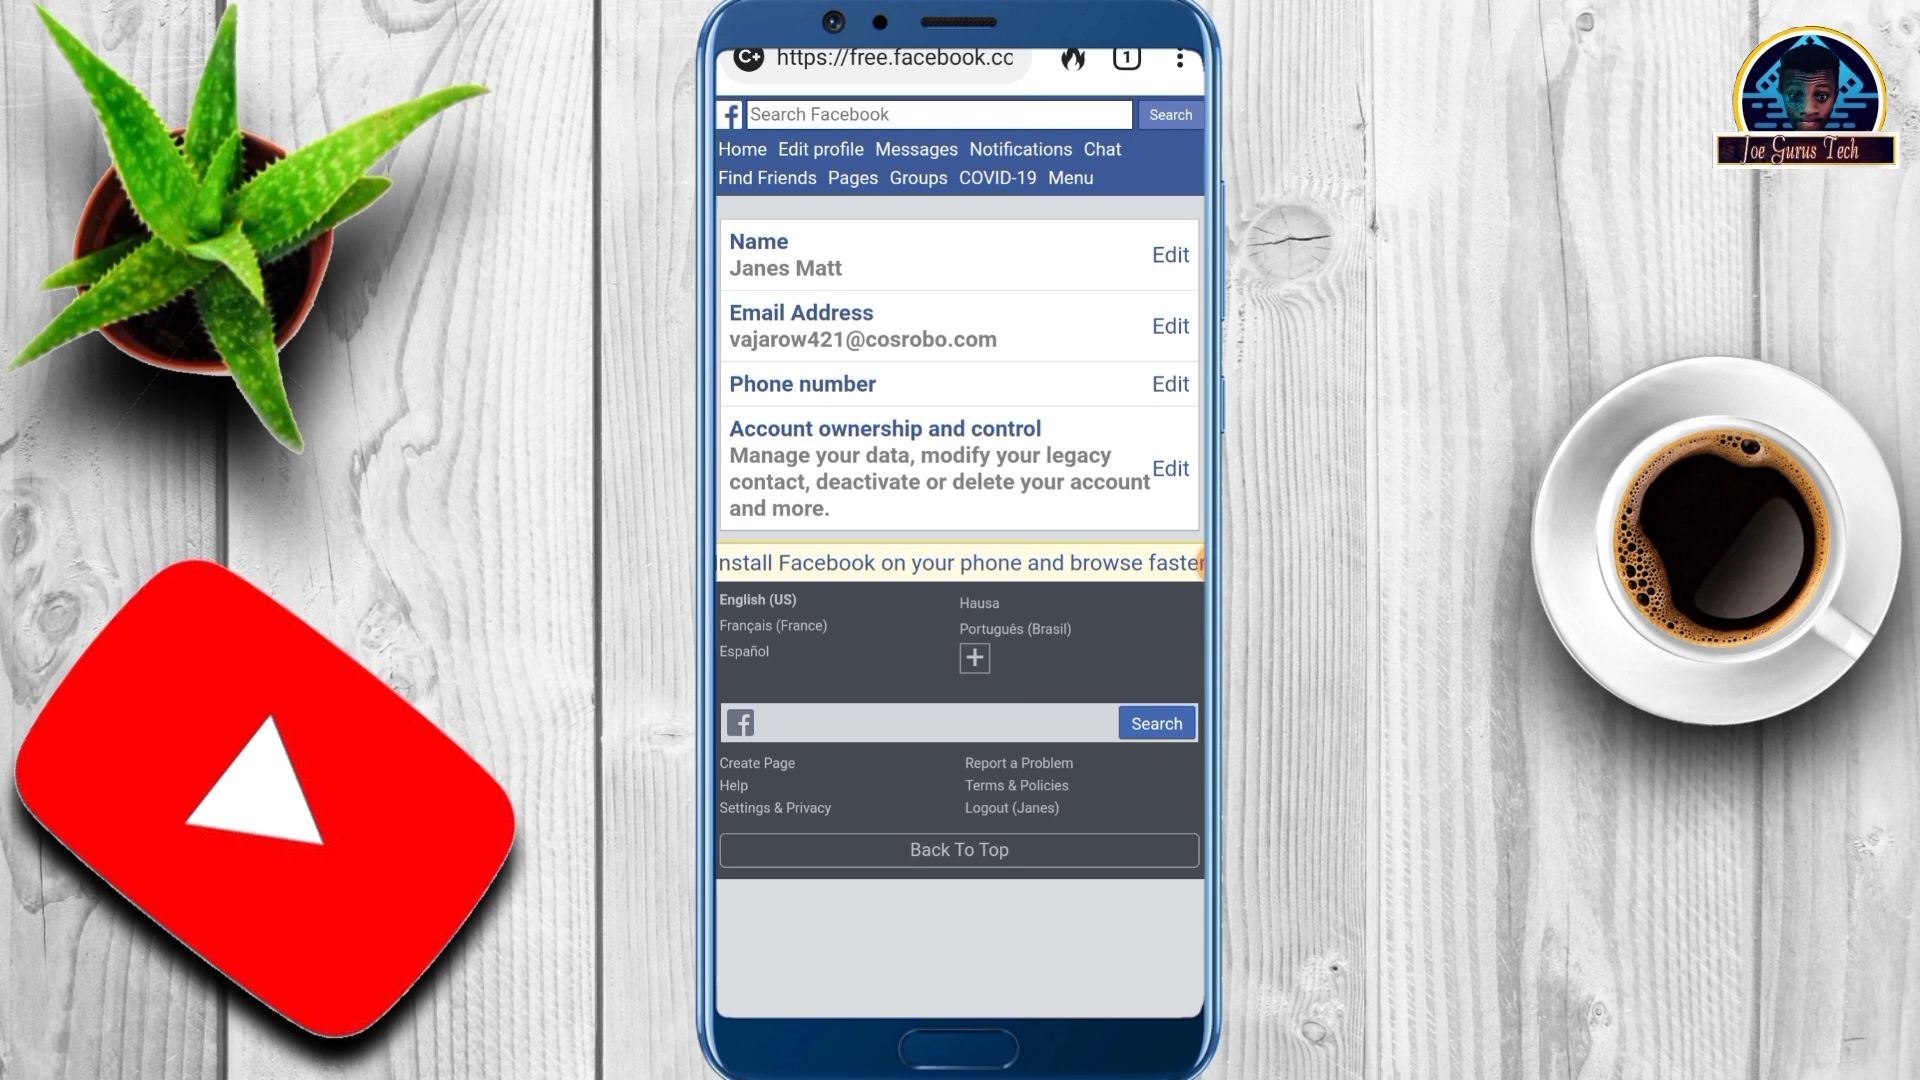 C+ https://free.facebook.cc 1
Search Facebook Search
Home Edit profile Messages Notifications Chat
Find Friends Pages Groups COVID-19 Menu
Name
Janes Matt
Edit
Email Address
vajarow421@cosrobo.com
Edit
Phone number Edit
Account ownership and control
Manage your data, modify your legacy
contact, deactivate or delete your account
and more.
Edit
nstall Facebook on your phone and browse faster
English (US)
Français (France)
Español
Hausa
Português (Brasil)
Search
Create Page
Help
Settings & Privacy
Report a Problem
Terms & Policies
Logout (Janes)
Back To Top
Joe Gurus Tech